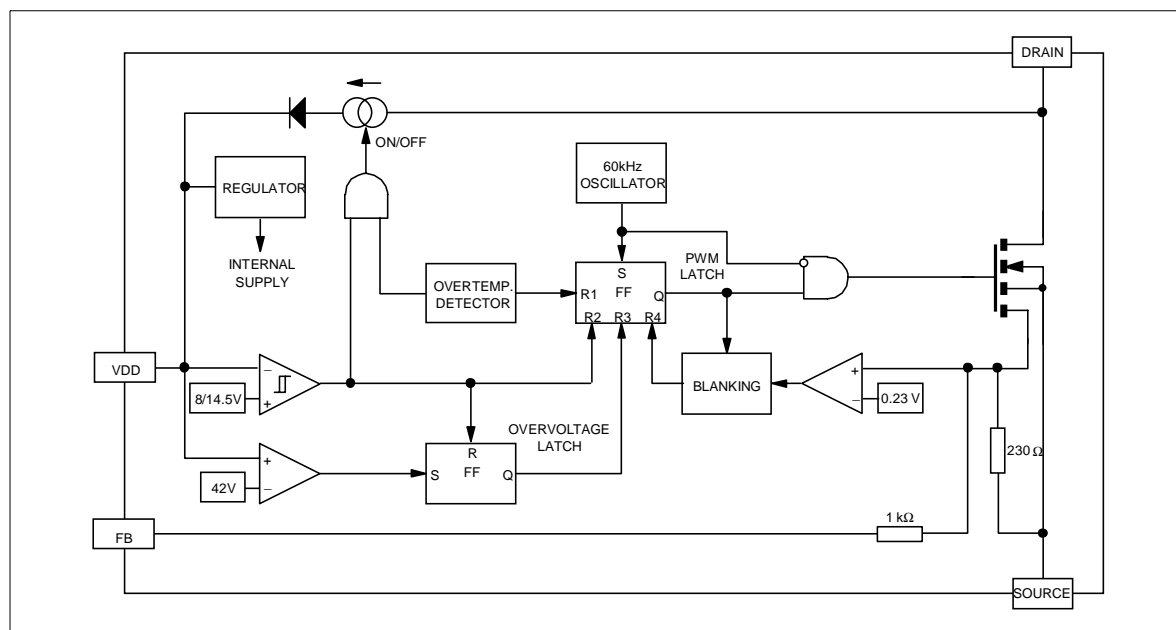 DRAIN
ON/OFF
REGULATOR
INTERNAL
SUPPLY
60kHz
OSCILLATOR
PWM
LATCH
S
FF
R1
Q
R2 R3 R4
OVERTEMP.
DETECTOR
VDD
8/14.5V
−
+
BLANKING
+
−
0.23 V
OVERVOLTAGE
LATCH
R
FF
S
Q
42V
+
−
230 Ω
1 kΩ
FB
SOURCE